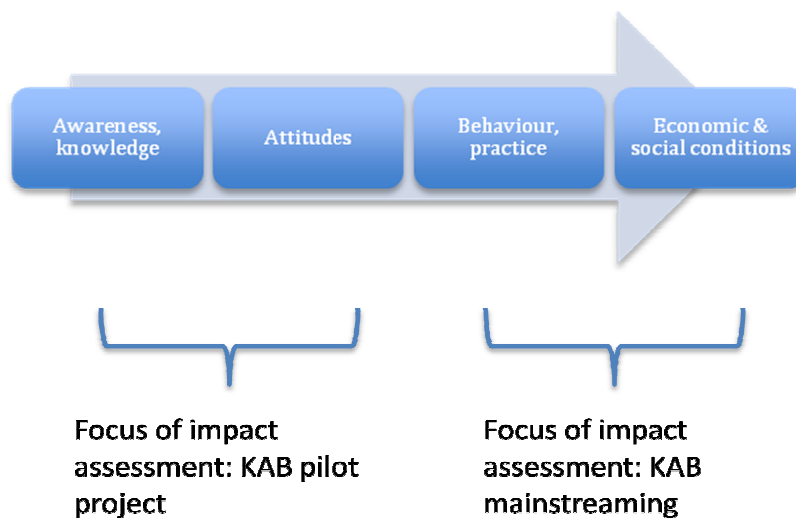 Awareness,
knowledge
Attitudes
Behaviour,
practice
Economic &
social conditions
Focus of impact
assessment: KAB pilot
project
Focus of impact
assessment: KAB
mainstreaming